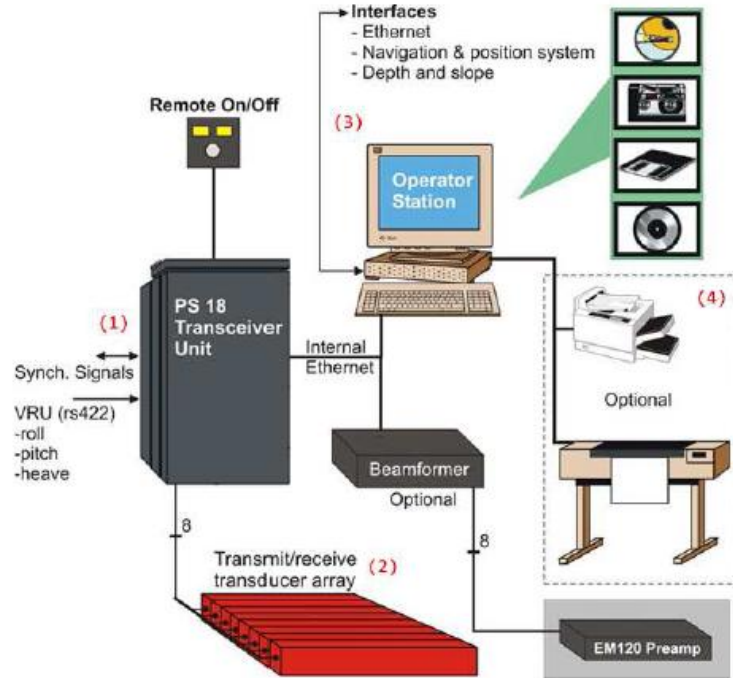 Interfaces
- Ethernet
- Navigation & position system
- Depth and slope
Remote On/Off
(3)
Operator
Station
PS 18
Transceiver
Unit
(1)
Synch. Signals
VRU (rs422)
-roll
-pitch
-heave
Internal
Ethernet
(4)
Optional
Beamformer
Optional
8
8
Transmit/receive
transducer array
(2)
EM120 Preamp